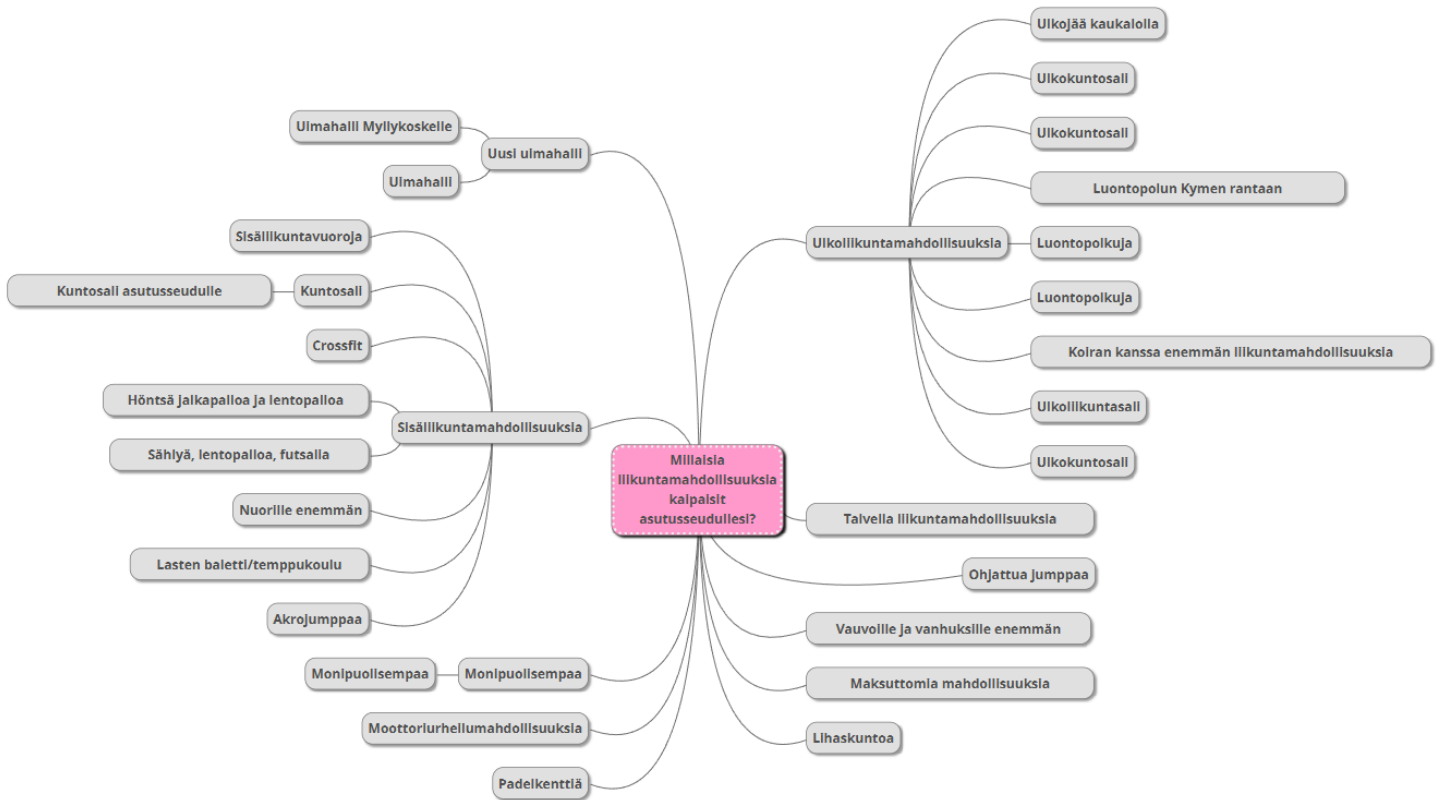 Millaisia
liikuntamahdollisuuksia
kaipaisit
asutusseudullesi?
Uusi uimahalli
Uimahalli Myllykoskelle
Uimahalli
Sisäliikuntamahdollisuuksia
Sisäliikuntavuoroja
Kuntosali
Kuntosali asutusseudulle
Crossfit
Höntsä jalkapalloa ja lentopalloa
Sählyä, lentopalloa, futsalia
Nuorille enemmän
Lasten baletti/temppukoulu
Akrojumppaa
Monipuolisempaa
Monipuolisempaa
Moottoriurheilumahdollisuuksia
Padelkenttiä
Ulkoliikuntamahdollisuuksia
Ulkojää kaukalolla
Ulkokuntosali
Ulkokuntosali
Luontopolun Kymen rantaan
Luontopolkuja
Luontopolkuja
Koiran kanssa enemmän liikuntamahdollisuuksia
Ulkoliikuntasali
Ulkokuntosali
Talvella liikuntamahdollisuuksia
Ohjattua jumppaa
Vauvoille ja vanhuksille enemmän
Maksuttomia mahdollisuuksia
Lihaskuntoa